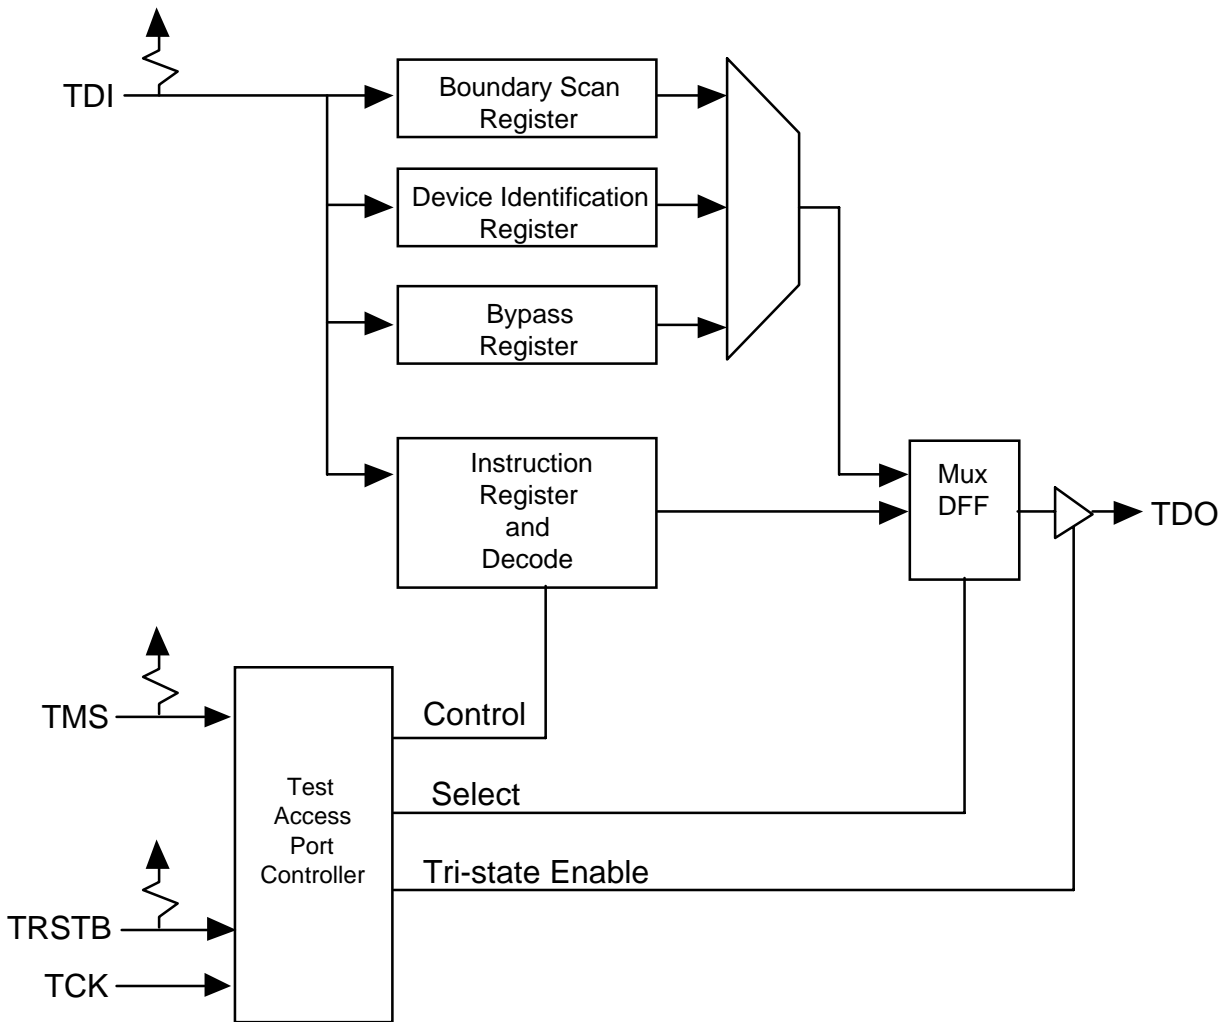 TDI
Boundary Scan
Register
Device Identification
Register
Bypass
Register
Instruction
Register
and
Decode
Mux
DFF
TDO
TMS
Control
Test
Access
Port
Controller
Select
Tri-state Enable
TRSTB
TCK